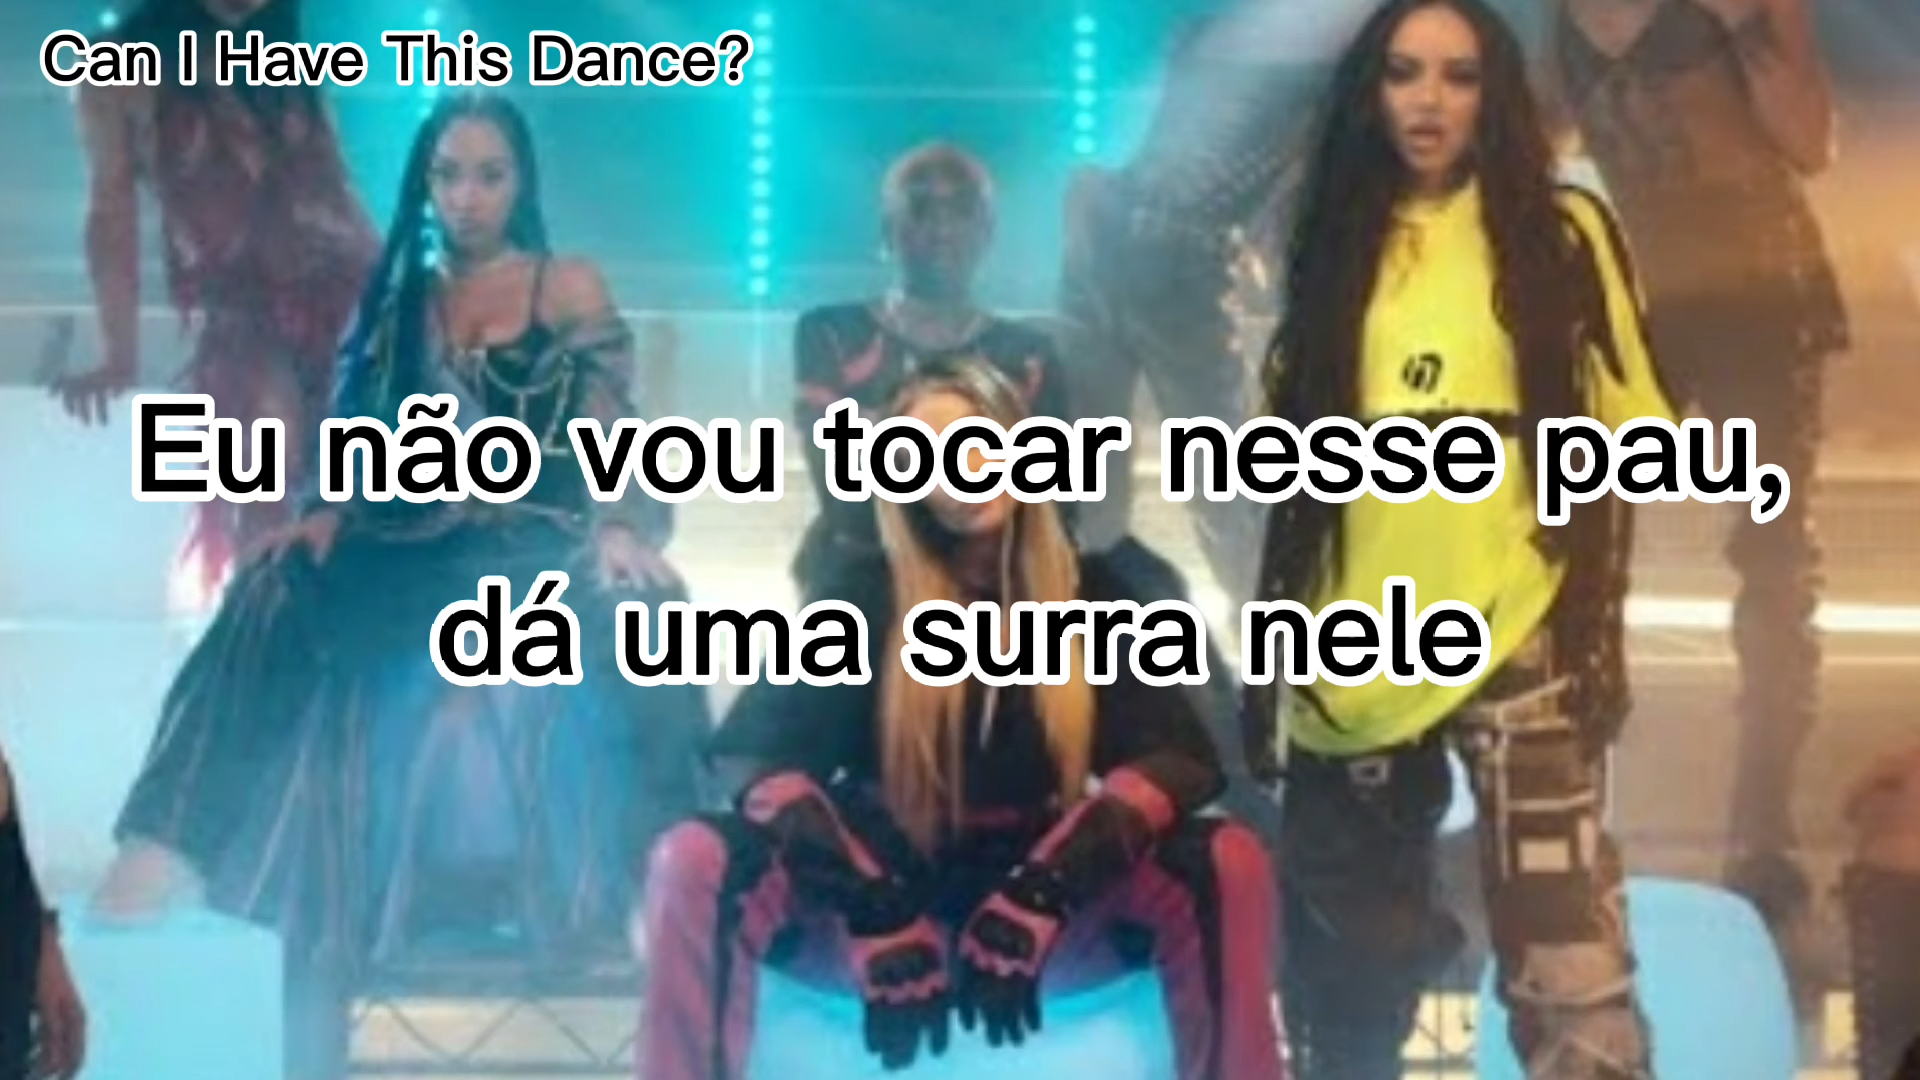 Can I Have This Dance?
Eu não vou tocar nesse pau,
dá uma surra nele